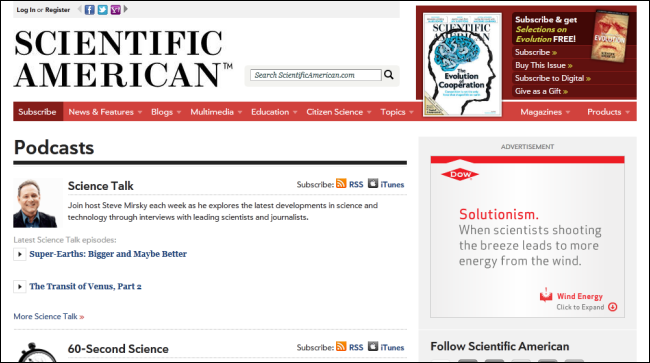 Log In or Register
SCIENTIFIC
AMERICAN™
Search ScientificAmerican.com
SCIENTIFIC
AMERICAN
The
Evolution
of
Cooperation
Subscribe & get
Selections on
Evolution FREE!
Subscribe »
Buy This Issue »
Subscribe to Digital »
Give as a Gift »
Evolution
Subscribe
News & Features
Blogs
Multimedia
Education
Citizen Science
Topics
Magazines
Products
Podcasts
Science Talk
Subscribe: RSS iTunes
Join host Steve Mirsky each week as he explores the latest developments in science and
technology through interviews with leading scientists and journalists.
Latest Science Talk episodes:
Super-Earths: Bigger and Maybe Better
The Transit of Venus, Part 2
More Science Talk »
60-Second Science
Subscribe: RSS iTunes
ADVERTISEMENT
DOW
Solutionism.
When scientists shooting
the breeze leads to more
energy from the wind.
Wind Energy
Click to Expand
Follow Scientific American